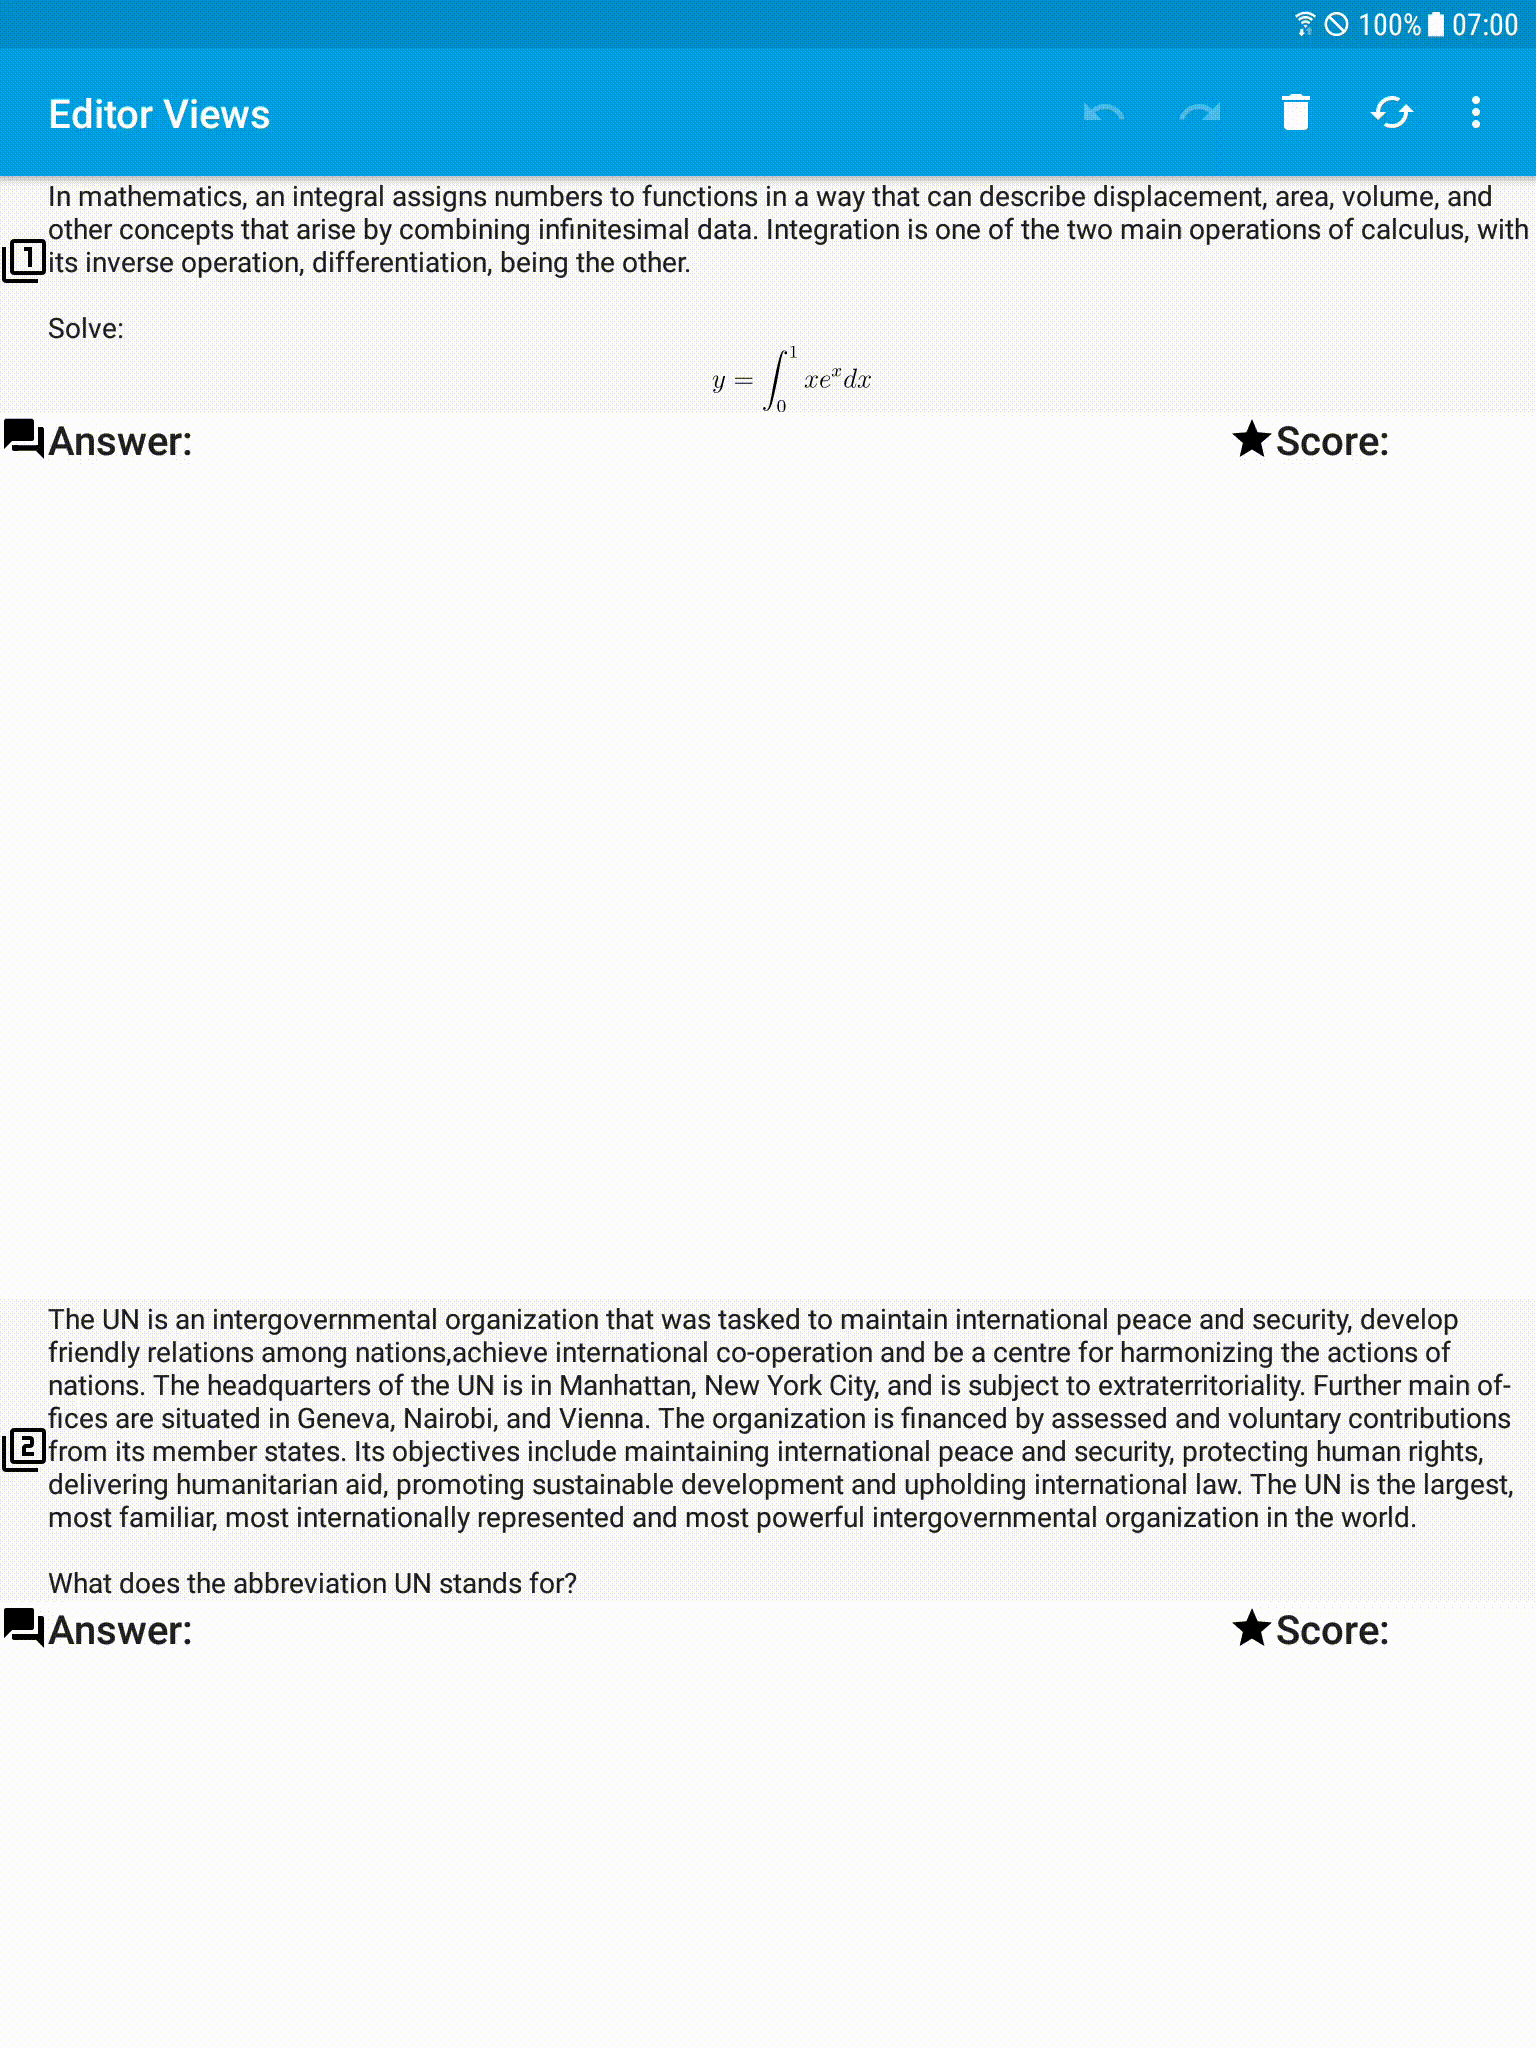 100% 07:00
Editor Views
In mathematics, an integral assigns numbers to functions in a way that can describe displacement, area, volume, and
other concepts that arise by combining infinitesimal data. Integration is one of the two main operations of calculus, with
1 its inverse operation, differentiation, being the other.
Solve:
y = ∫₀¹ xeˣdx
Answer: Score:
The UN is an intergovernmental organization that was tasked to maintain international peace and security, develop
friendly relations among nations,achieve international co-operation and be a centre for harmonizing the actions of
nations. The headquarters of the UN is in Manhattan, New York City, and is subject to extraterritoriality. Further main of-
fices are situated in Geneva, Nairobi, and Vienna. The organization is financed by assessed and voluntary contributions
2 from its member states. Its objectives include maintaining international peace and security, protecting human rights,
delivering humanitarian aid, promoting sustainable development and upholding international law. The UN is the largest,
most familiar, most internationally represented and most powerful intergovernmental organization in the world.
What does the abbreviation UN stands for?
Answer: Score: